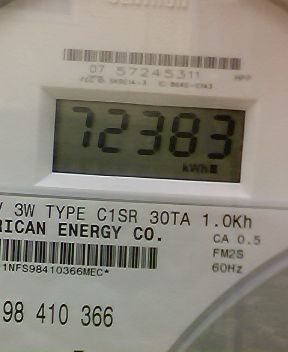 07 57245311 HPP
72383
kWh
V 3W TYPE C1SR 30TA 1.0Kh
RICAN ENERGY CO.
CA 0.5
FM2S
60Hz
1NFS98410366MEC*
98 410 366